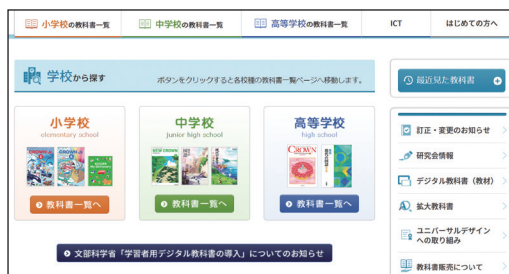 小学校の教科書一覧
中学校の教科書一覧
高等学校の教科書一覧
ICT
はじめての方へ
学校から探す
ボタンをクリックすると各校種の教科書一覧ページへ移動します。
小学校
elementary school
教科書一覧へ
中学校
junior high school
NEW CROWN
教科書一覧へ
高等学校
high school
CROWN
教科書一覧へ
文部科学省「学習者用デジタル教科書の導入」についてのお知らせ
最近見た教科書
訂正・変更のお知らせ
研究会情報
デジタル教科書（教材）
拡大教科書
ユニバーサルデザイン
への取り組み
教科書販売について